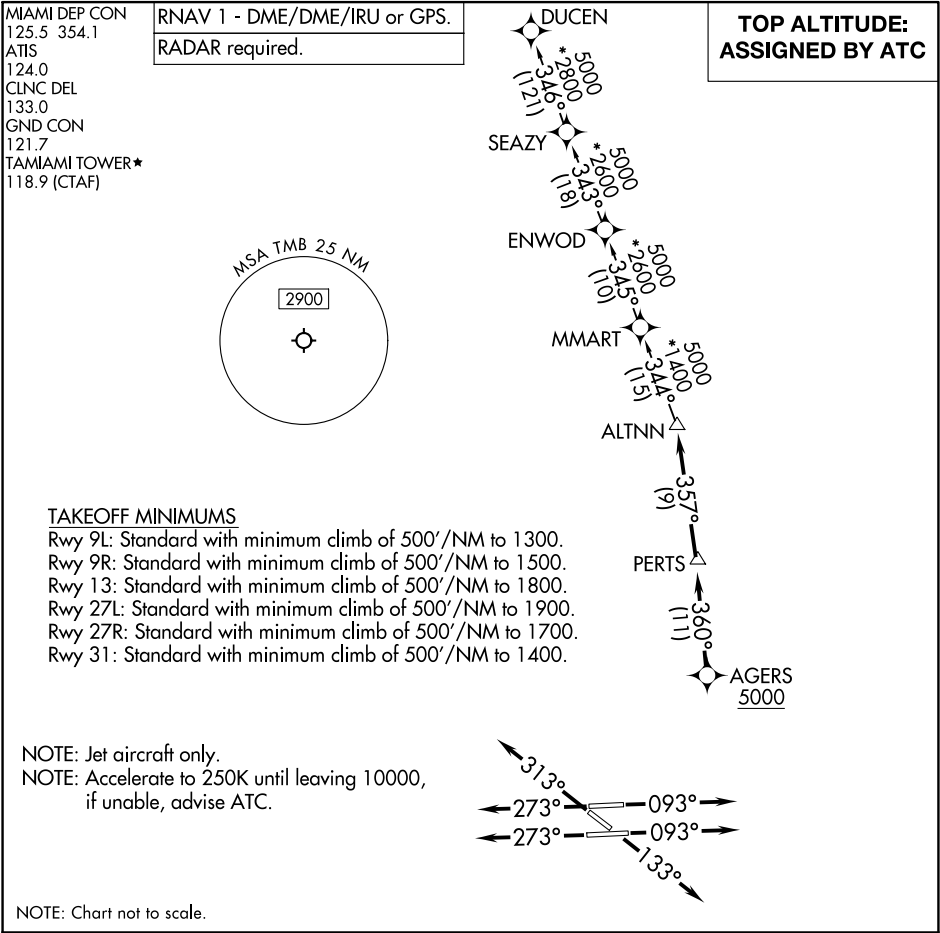 MIAMI DEP CON
125.5 354.1
ATIS
124.0
CLNC DEL
133.0
GND CON
121.7
TAMIAMI TOWER★
118.9 (CTAF)
RNAV 1 - DME/DME/IRU or GPS.
RADAR required.
TOP ALTITUDE:
ASSIGNED BY ATC
DUCEN
5000
*2800
346°
(121)
SEAZY
5000
*2600
343°
(18)
ENWOD
5000
*2600
345°
(10)
MMART
5000
*1400
344°
(15)
ALTNN
357°
(9)
PERTS
360°
(11)
AGERS
5000
MSA TMB 25 NM
2900
TAKEOFF MINIMUMS
Rwy 9L: Standard with minimum climb of 500'/NM to 1300.
Rwy 9R: Standard with minimum climb of 500'/NM to 1500.
Rwy 13: Standard with minimum climb of 500'/NM to 1800.
Rwy 27L: Standard with minimum climb of 500'/NM to 1900.
Rwy 27R: Standard with minimum climb of 500'/NM to 1700.
Rwy 31: Standard with minimum climb of 500'/NM to 1400.
NOTE: Jet aircraft only.
NOTE: Accelerate to 250K until leaving 10000,
if unable, advise ATC.
313°
273° 093°
273° 093°
133°
NOTE: Chart not to scale.